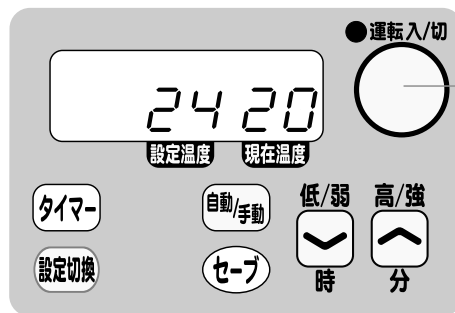 ●運転入/切
24 20
設定温度 現在温度
タイマー
自動/手動
低/弱 高/強
設定切換
セーブ
時 分